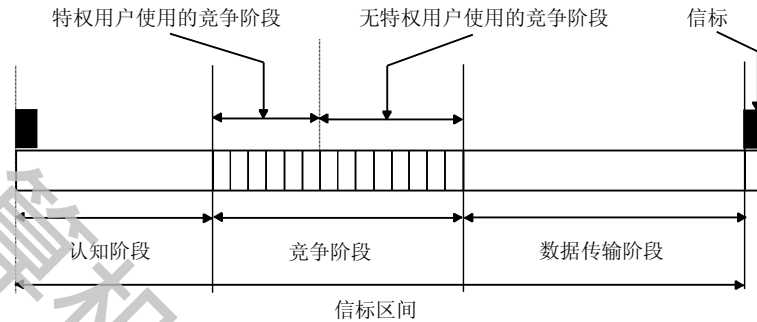 特权用户使用的竞争阶段 无特权用户使用的竞争阶段 信标
认知阶段 竞争阶段 数据传输阶段
信标区间
算机